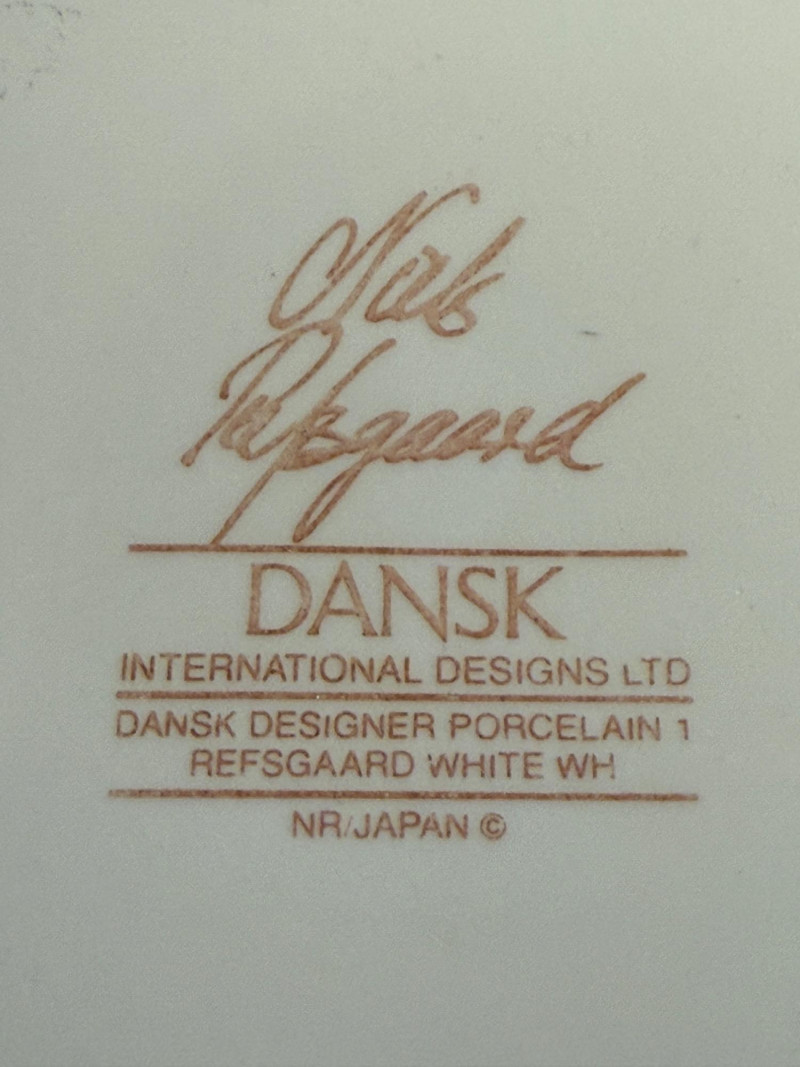 Niels
Refsgaard
DANSK
INTERNATIONAL DESIGNS LTD
DANSK DESIGNER PORCELAIN 1
REFSGAARD WHITE WH
NR/JAPAN ©